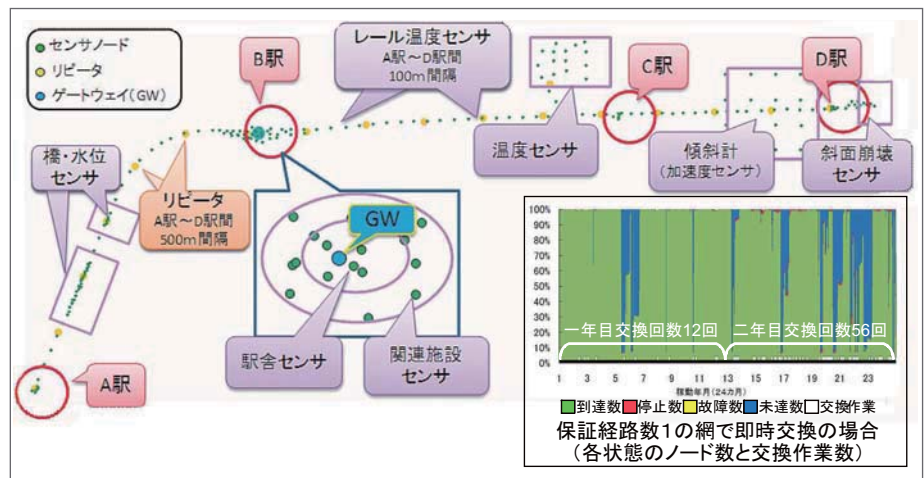 センサノード
リピータ
ゲートウェイ(GW)
B駅
レール温度センサ
A駅～D駅間
100m間隔
C駅
D駅
橋・水位
センサ
リピータ
A駅～D駅間
500m間隔
温度センサ
傾斜計
(加速度センサ)
斜面崩壊
センサ
GW
駅舎センサ
関連施設
センサ
A駅
100%
90%
80%
70%
60%
50%
40%
30%
20%
10%
0%
一年目交換回数12回
二年目交換回数56回
1 3 5 7 9 11 13 15 17 19 21 23
稼動年月(24カ月)
到達数 停止数 故障数 未達数 交換作業
保証経路数1の網で即時交換の場合
(各状態のノード数と交換作業数)